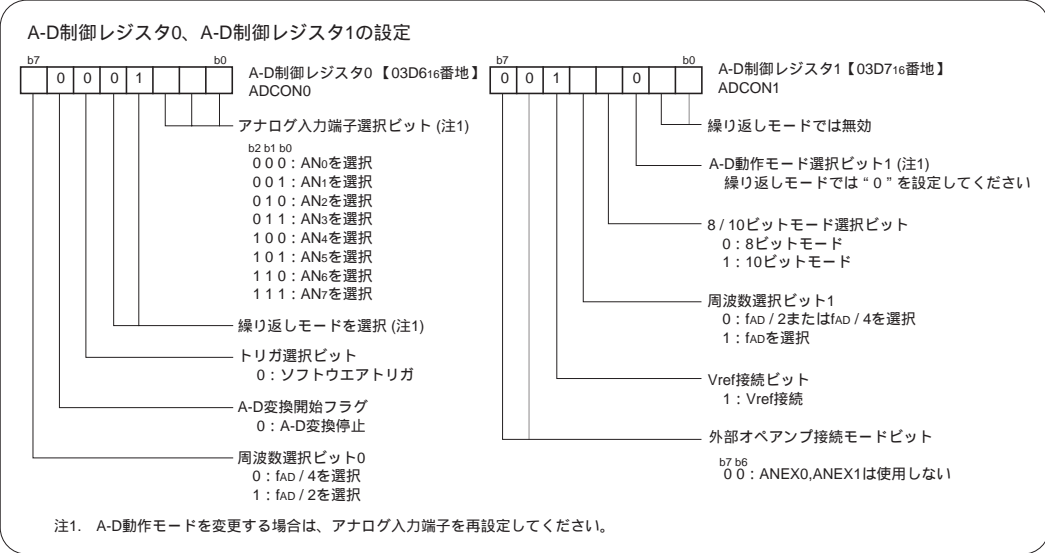 A-D制御レジスタ0、A-D制御レジスタ1の設定
b7 b0
0 0 0 1
A-D制御レジスタ0 【03D616番地】
ADCON0
アナログ入力端子選択ビット (注1)
b2 b1 b0
0 0 0 : AN0を選択
0 0 1 : AN1を選択
0 1 0 : AN2を選択
0 1 1 : AN3を選択
1 0 0 : AN4を選択
1 0 1 : AN5を選択
1 1 0 : AN6を選択
1 1 1 : AN7を選択
繰り返しモードを選択 (注1)
トリガ選択ビット
0 : ソフトウエアトリガ
A-D変換開始フラグ
0 : A-D変換停止
周波数選択ビット0
0 : fAD / 4を選択
1 : fAD / 2を選択
b7 b0
0 0 1 0
A-D制御レジスタ1 【03D716番地】
ADCON1
繰り返しモードでは無効
A-D動作モード選択ビット1 (注1)
繰り返しモードでは “ 0 ” を設定してください
8 / 10ビットモード選択ビット
0 : 8ビットモード
1 : 10ビットモード
周波数選択ビット1
0 : fAD / 2またはfAD / 4を選択
1 : fADを選択
Vref接続ビット
1 : Vref接続
外部オペアンプ接続モードビット
b7 b6
0 0 : ANEX0,ANEX1は使用しない
注1. A-D動作モードを変更する場合は、アナログ入力端子を再設定してください。